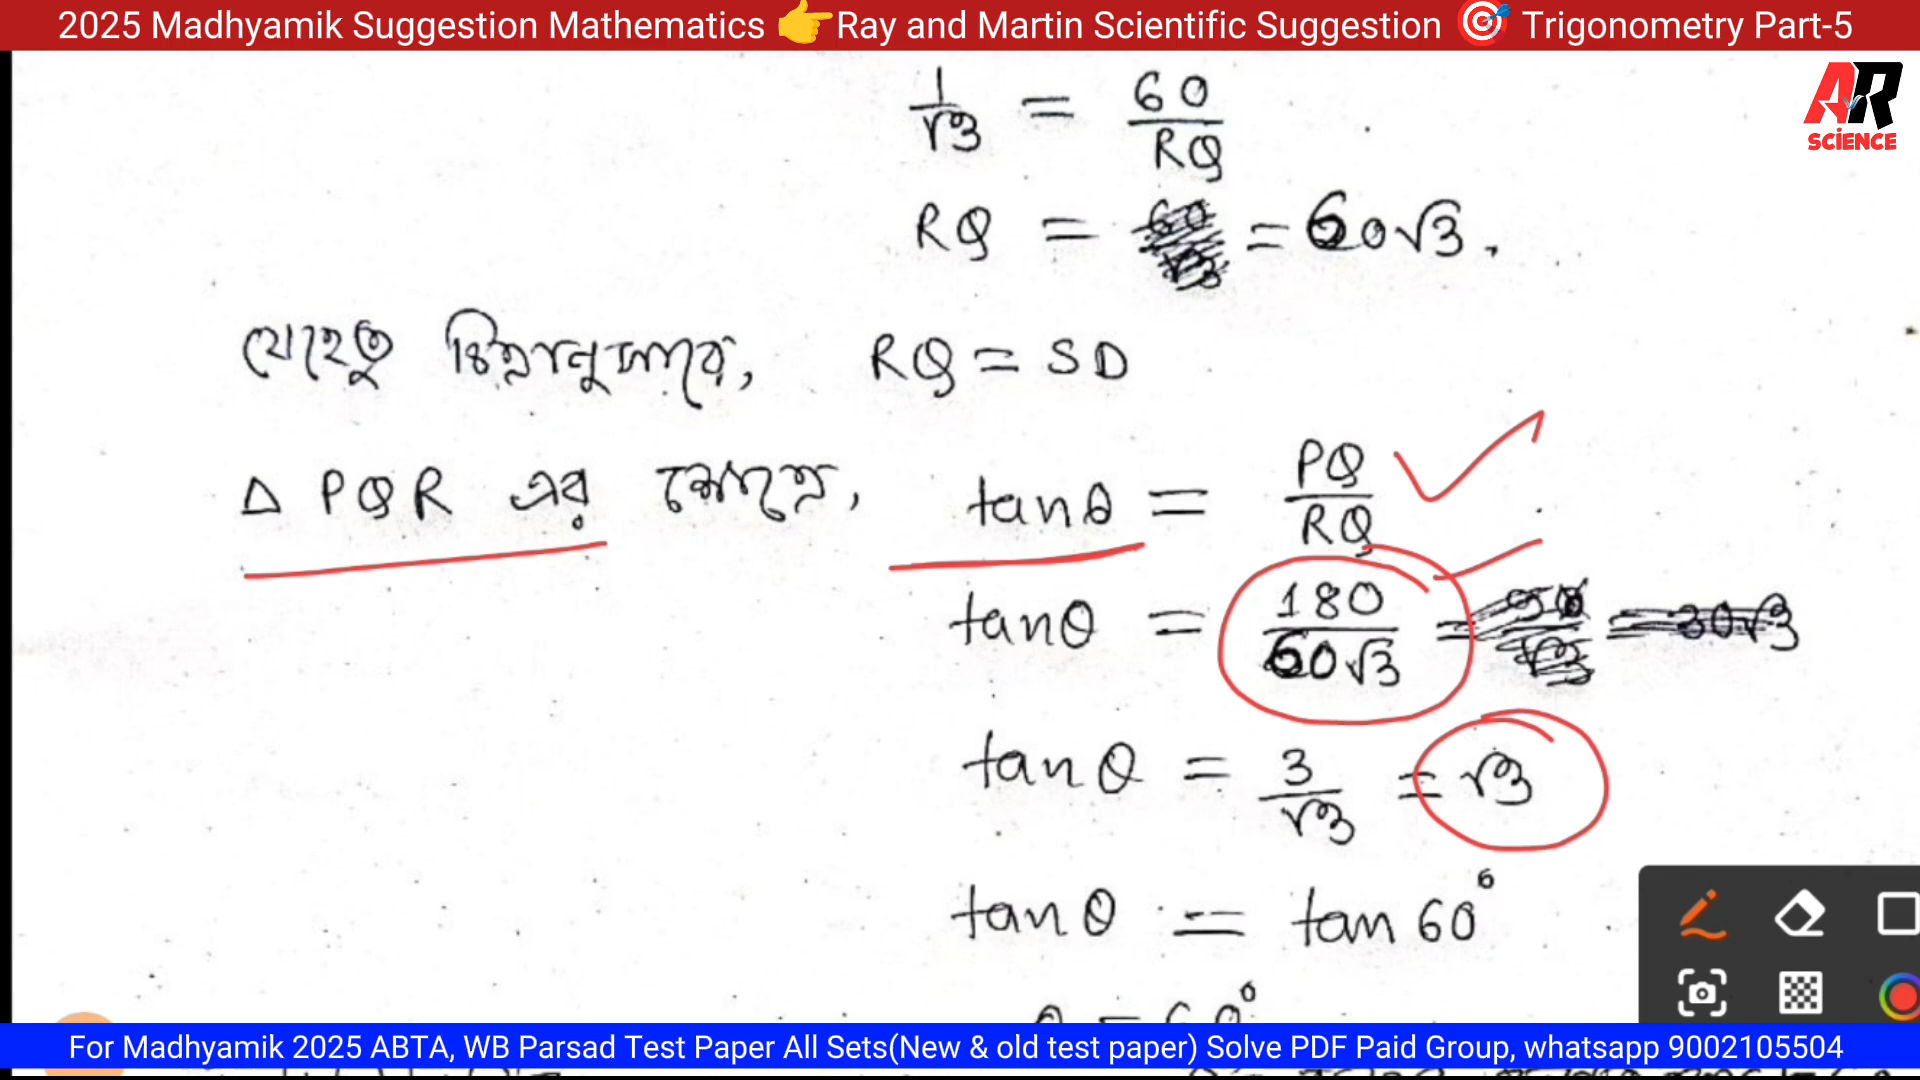 2025 Madhyamik Suggestion Mathematics 👉Ray and Martin Scientific Suggestion 🎯 Trigonometry Part-5
AR
SCIENCE
1/√3 = 60/RQ
RQ = = 60√3.
যেহেতু চিত্রানুসারে, RQ = SD
△ PQR এর ক্ষেত্রে, tanθ = PQ/RQ
tanθ = 180/60√3 = = 30√3
tanθ = 3/√3 = √3
tanθ = tan 60°
θ = 60°
For Madhyamik 2025 ABTA, WB Parsad Test Paper All Sets(New & old test paper) Solve PDF Paid Group, whatsapp 9002105504